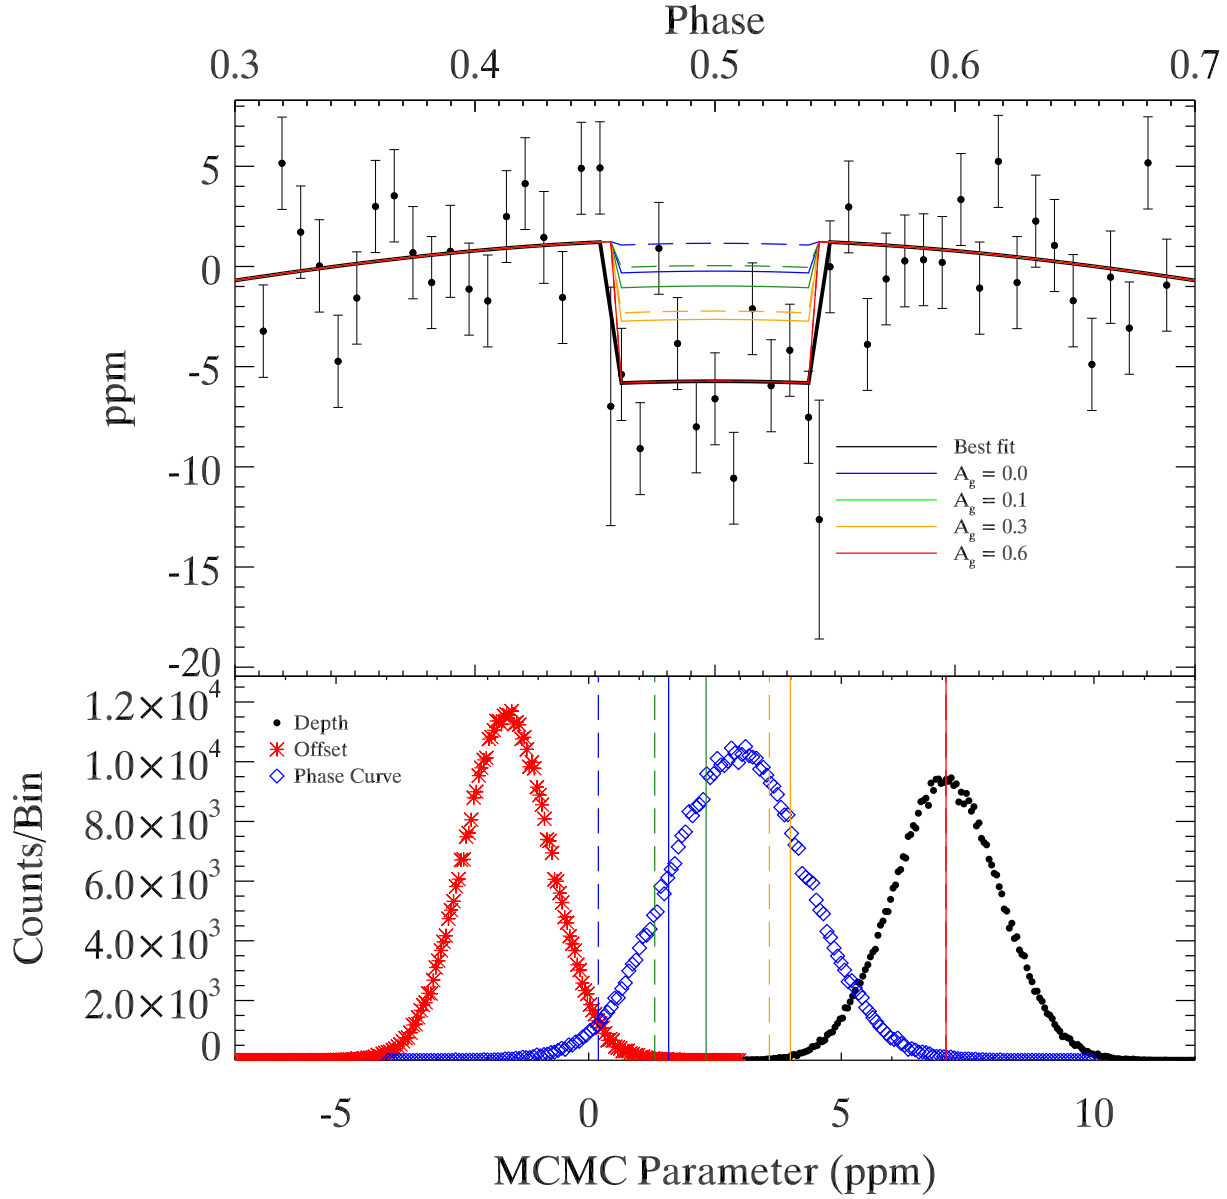 Phase
0.3 0.4 0.5 0.6 0.7
5
0
-5
-10
-15
-20
ppm
Best fit
A_g = 0.0
A_g = 0.1
A_g = 0.3
A_g = 0.6
1.2×10^4
1.0×10^4
8.0×10^3
6.0×10^3
4.0×10^3
2.0×10^3
0
Counts/Bin
Depth
Offset
Phase Curve
-5 0 5 10
MCMC Parameter (ppm)